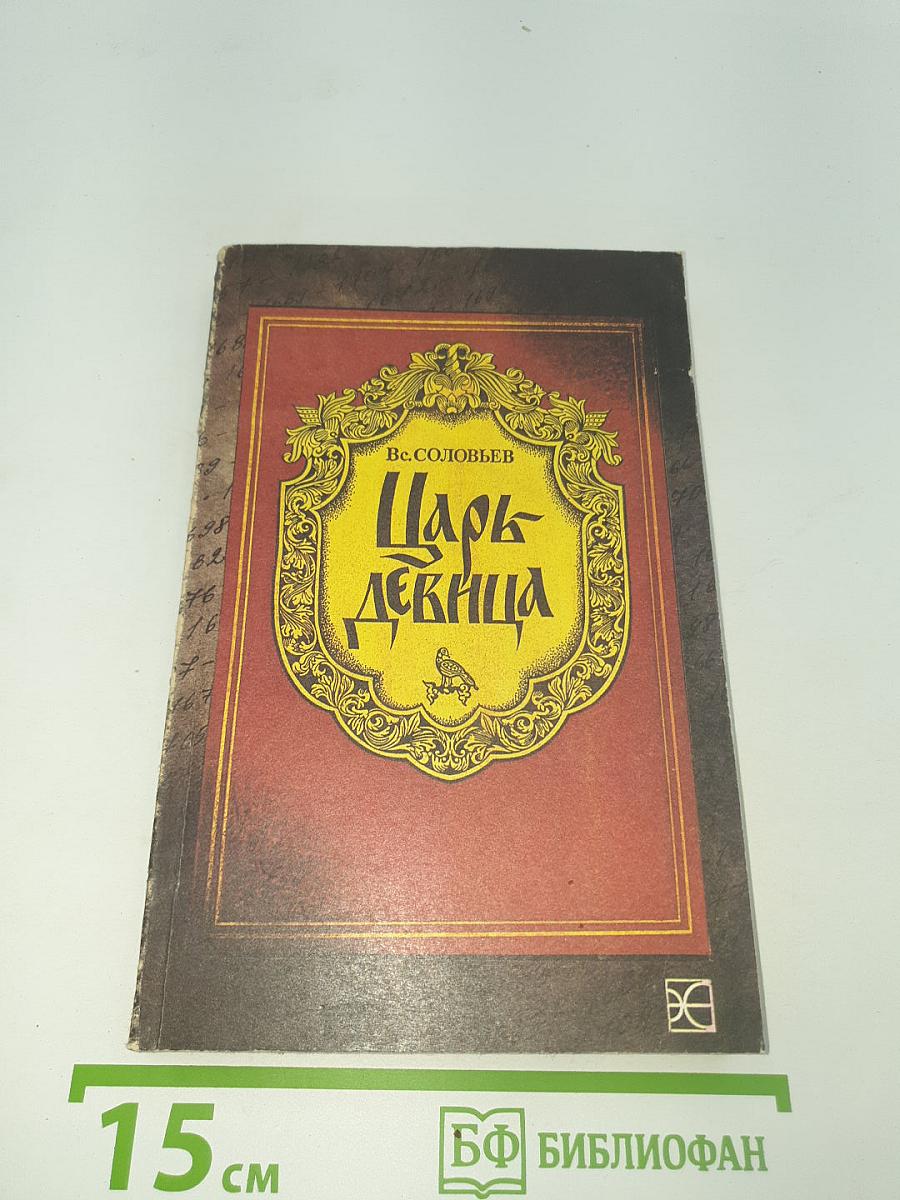 Вс. СОЛОВЬЕВ
Царь-
девица
15 см
БФ БИБЛИОФАН